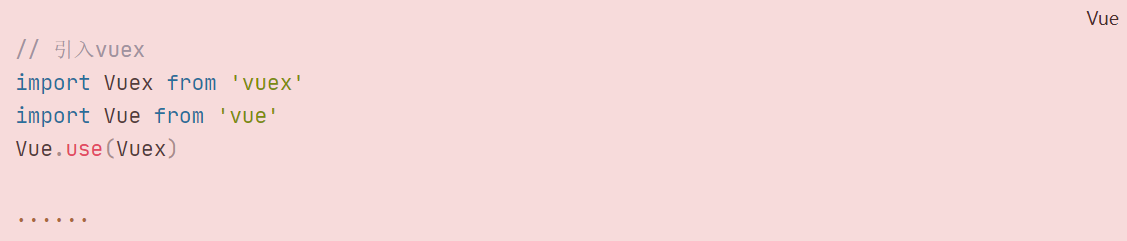 Vue
// 引入vuex
import Vuex from 'vuex'
import Vue from 'vue'
Vue.use(Vuex)
......